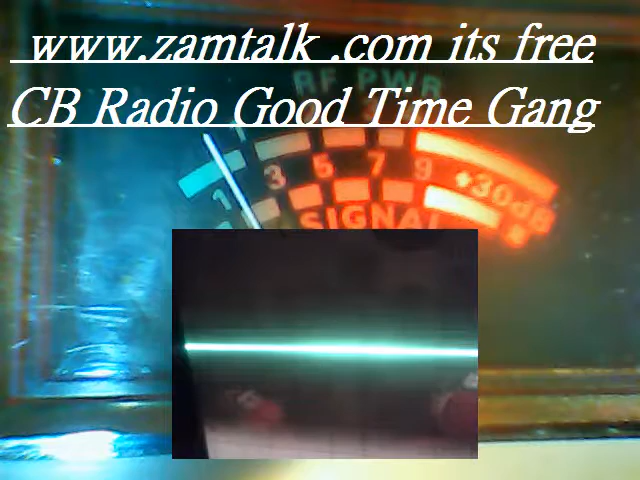 www.zamtalk .com its free
RF PWR
CB Radio Good Time Gang
1 3 5 7 9 +30dB
SIGNAL